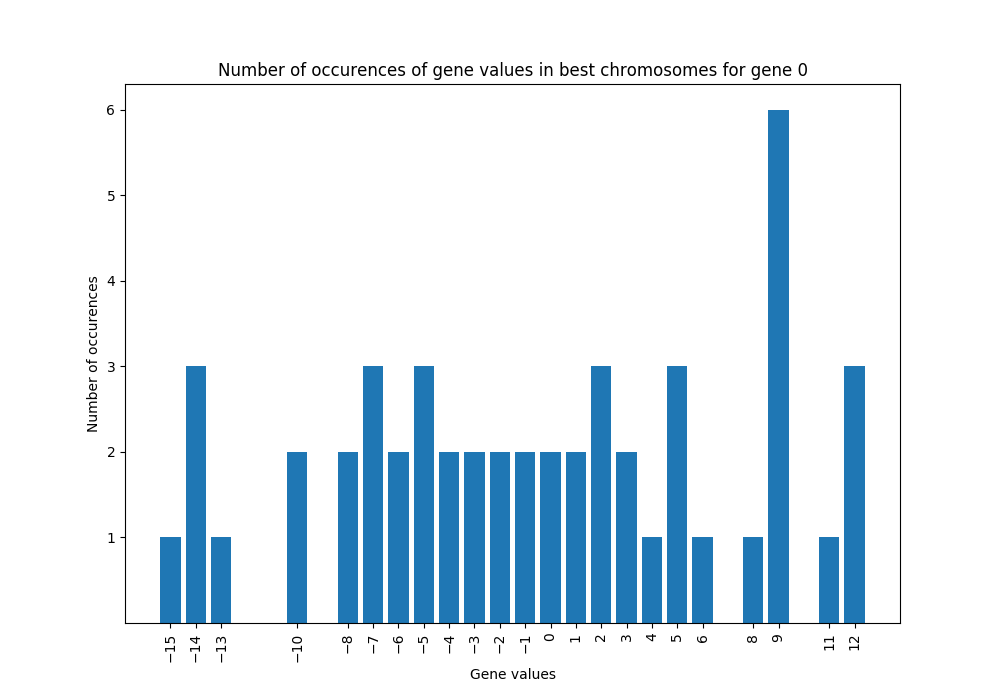 Number of occurences of gene values in best chromosomes for gene 0
6
5
4
3
2
1
Number of occurences
−15 −14 −13 −10 −8 −7 −6 −5 −4 −3 −2 −1 0 1 2 3 4 5 6 8 9 11 12
Gene values